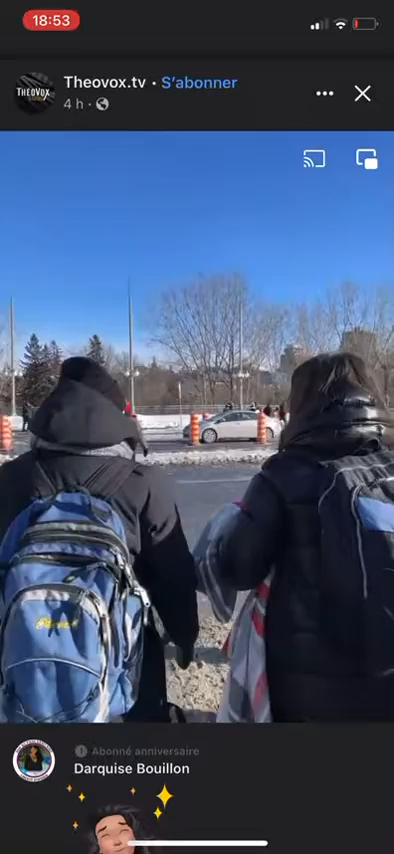 18:53
THEOVOX
Theovox.tv · S'abonner
4 h ·
Abonné anniversaire
Darquise Bouillon